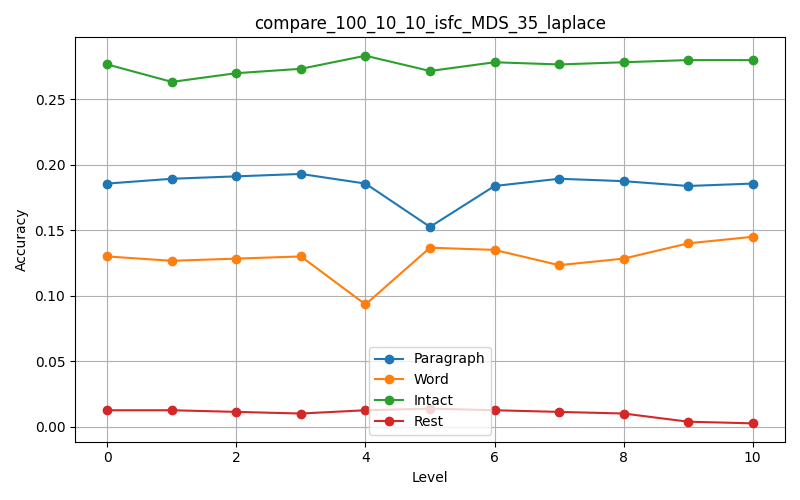 compare_100_10_10_isfc_MDS_35_laplace
Accuracy
0.25
0.20
0.15
0.10
0.05
0.00
Paragraph
Word
Intact
Rest
0 2 4 6 8 10
Level